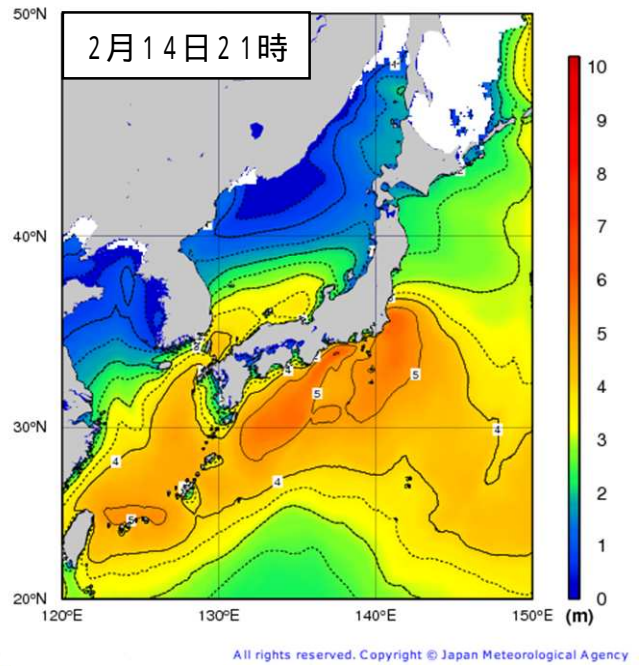 50°N
2月14日21時
10
9
8
7
6
5
4
3
2
1
0
(m)
40°N
30°N
20°N
120°E
130°E
140°E
150°E
4
4
5
5
4
4
4
5
All rights reserved. Copyright © Japan Meteorological Agency